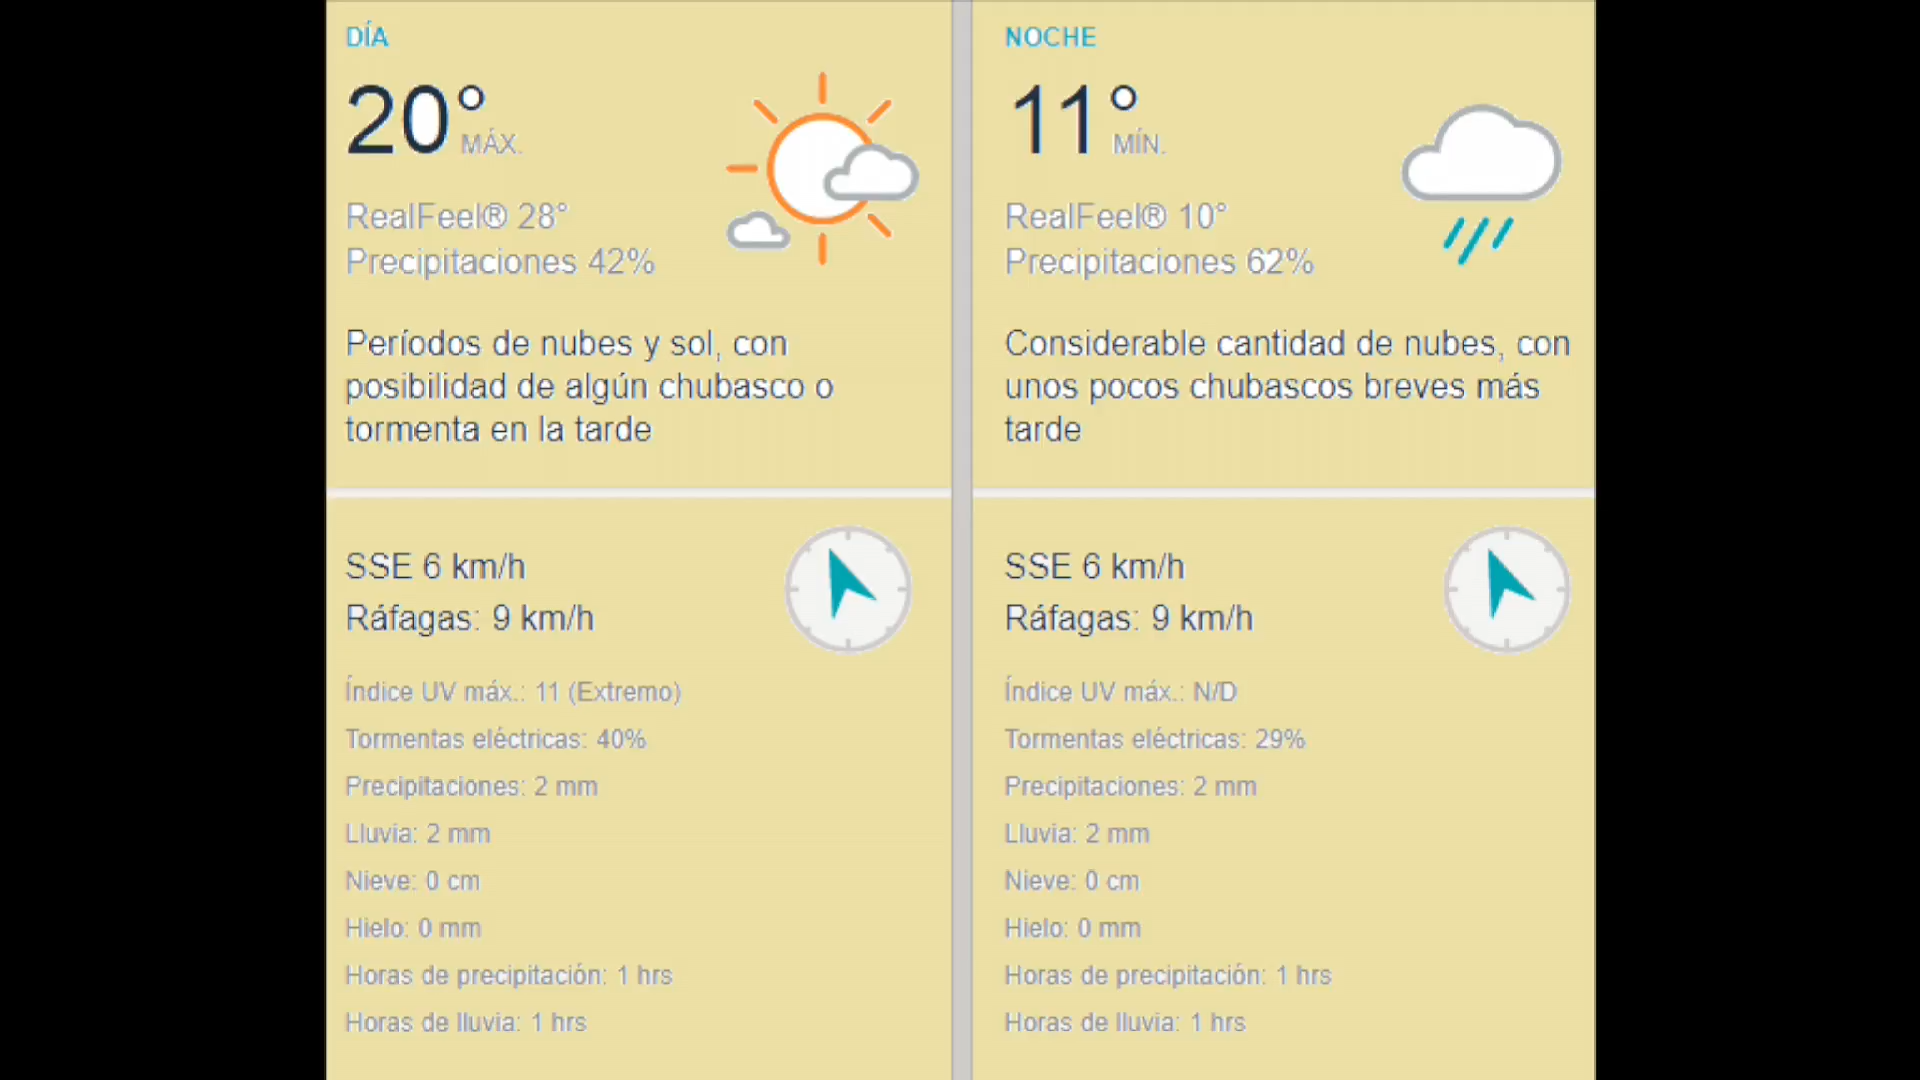 DÍA
20° MÁX.
RealFeel® 28°
Precipitaciones 42%
Períodos de nubes y sol, con
posibilidad de algún chubasco o
tormenta en la tarde
SSE 6 km/h
Ráfagas: 9 km/h
Índice UV máx.: 11 (Extremo)
Tormentas eléctricas: 40%
Precipitaciones: 2 mm
Lluvia: 2 mm
Nieve: 0 cm
Hielo: 0 mm
Horas de precipitación: 1 hrs
Horas de lluvia: 1 hrs
NOCHE
11° MÍN.
RealFeel® 10°
Precipitaciones 62%
Considerable cantidad de nubes, con
unos pocos chubascos breves más
tarde
SSE 6 km/h
Ráfagas: 9 km/h
Índice UV máx.: N/D
Tormentas eléctricas: 29%
Precipitaciones: 2 mm
Lluvia: 2 mm
Nieve: 0 cm
Hielo: 0 mm
Horas de precipitación: 1 hrs
Horas de lluvia: 1 hrs